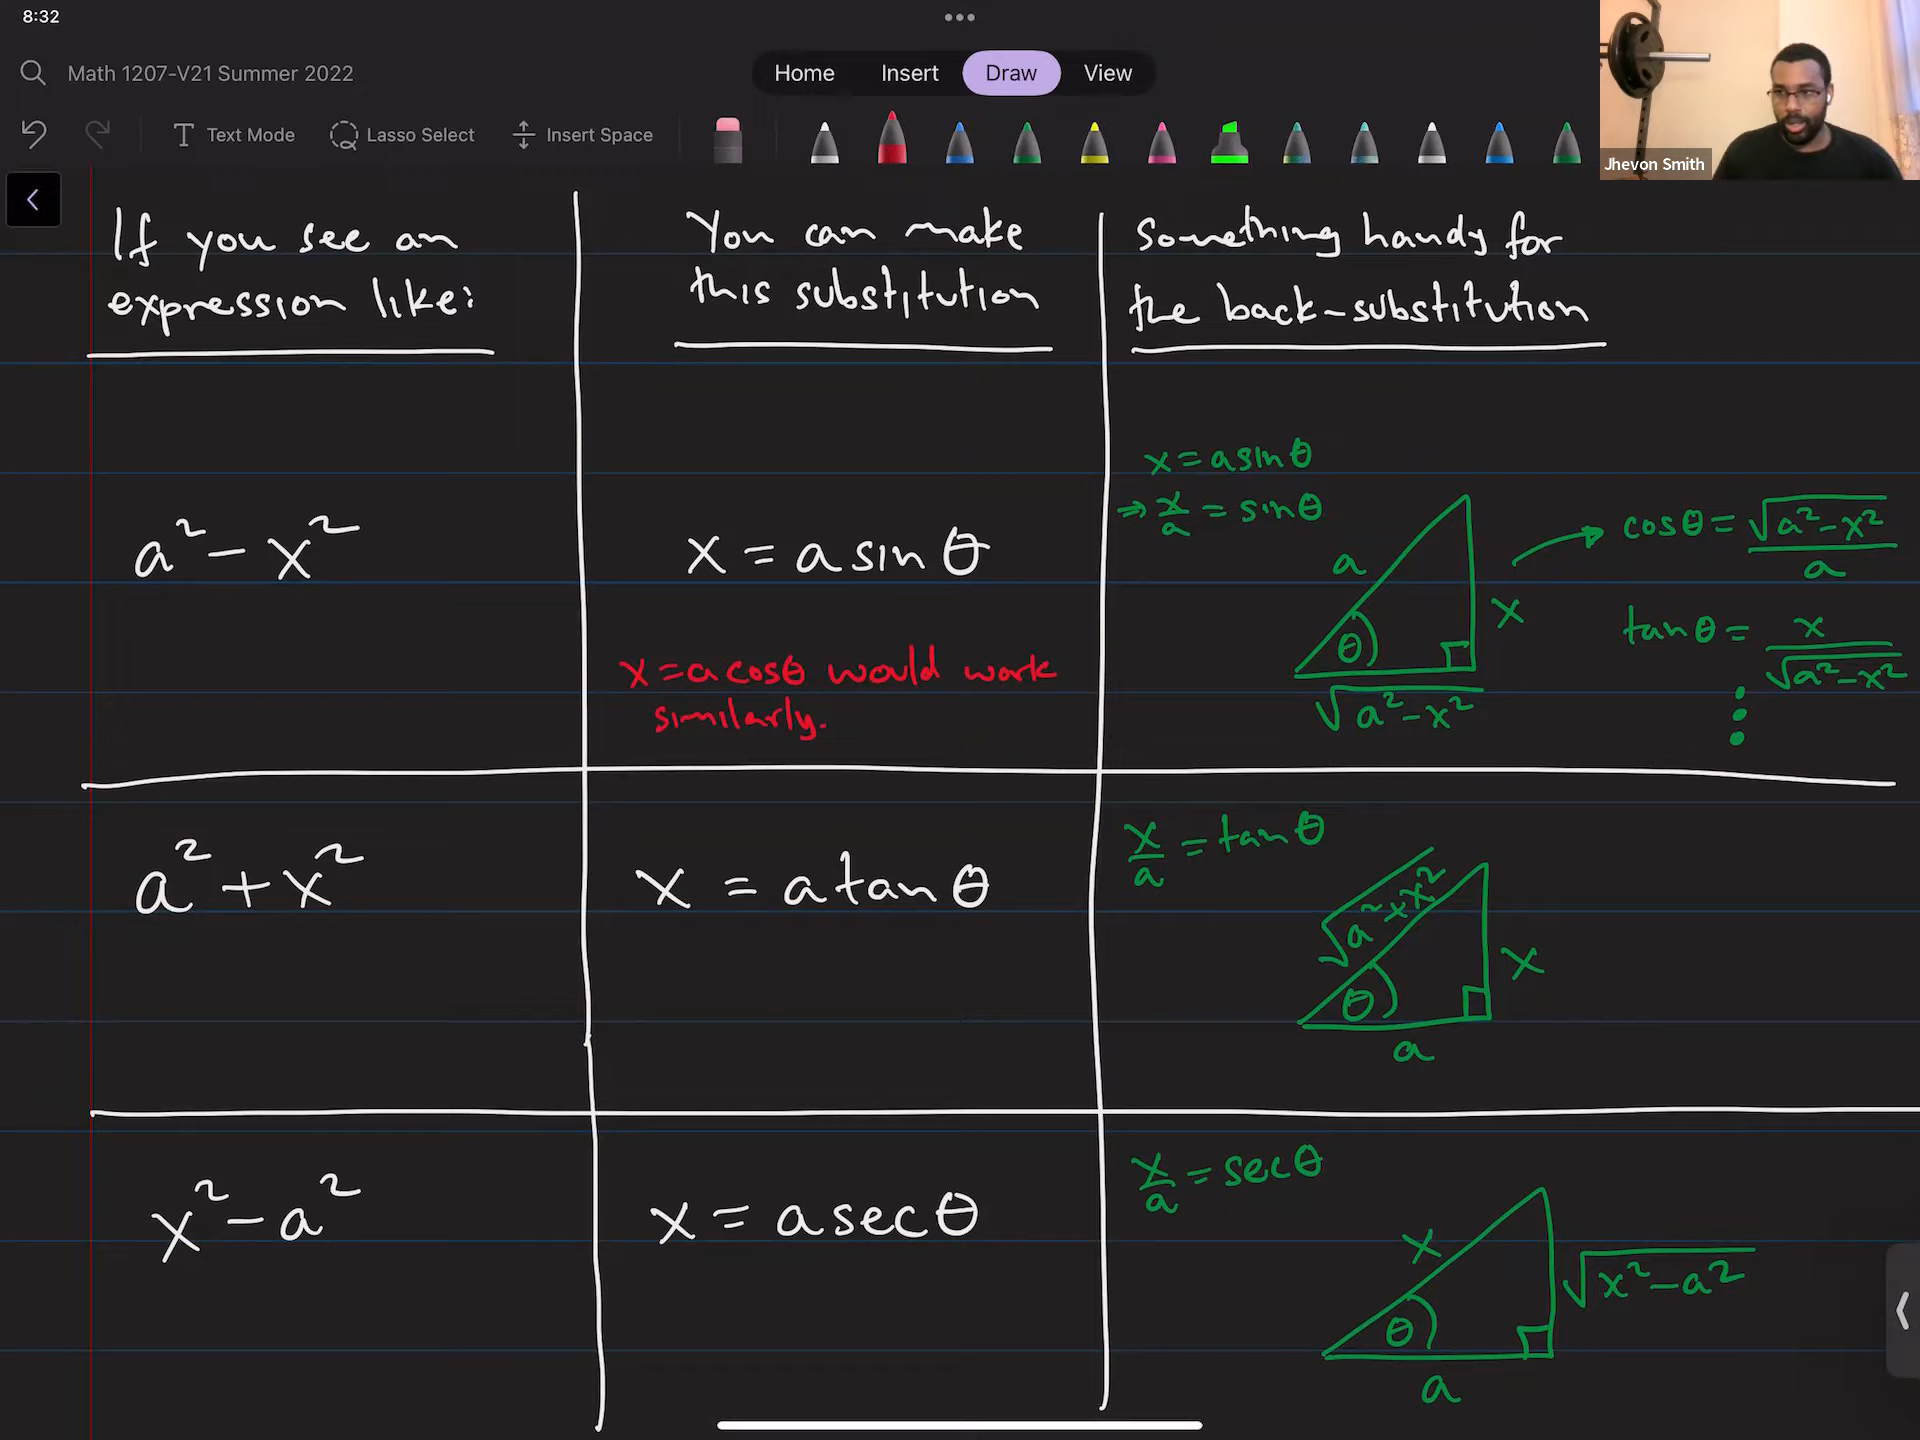 8:32
Math 1207-V21 Summer 2022
Home Insert Draw View
Text Mode Lasso Select Insert Space
Jhevon Smith
If you see an
expression like:
You can make
this substitution
Something handy for
the back-substitution
a² - x²
x = a sin θ
x = a cos θ would work
similarly.
x = a sin θ
⇒ x/a = sin θ
a
θ
x
√(a² - x²)
cos θ = √(a² - x²)/a
tan θ = x/√(a² - x²)
⋮
a² + x²
x = a tan θ
x/a = tan θ
√(a² + x²)
θ
x
a
x² - a²
x = a sec θ
x/a = sec θ
x
θ
√(x² - a²)
a